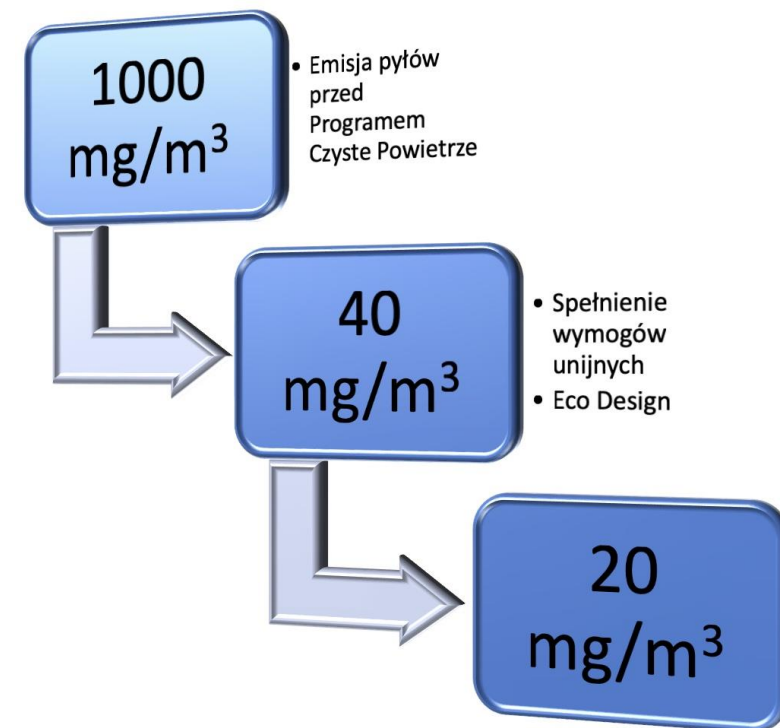 1000
mg/m³
• Emisja pyłów
przed
Programem
Czyste Powietrze
40
mg/m³
• Spełnienie
wymogów
unijnych
• Eco Design
20
mg/m³